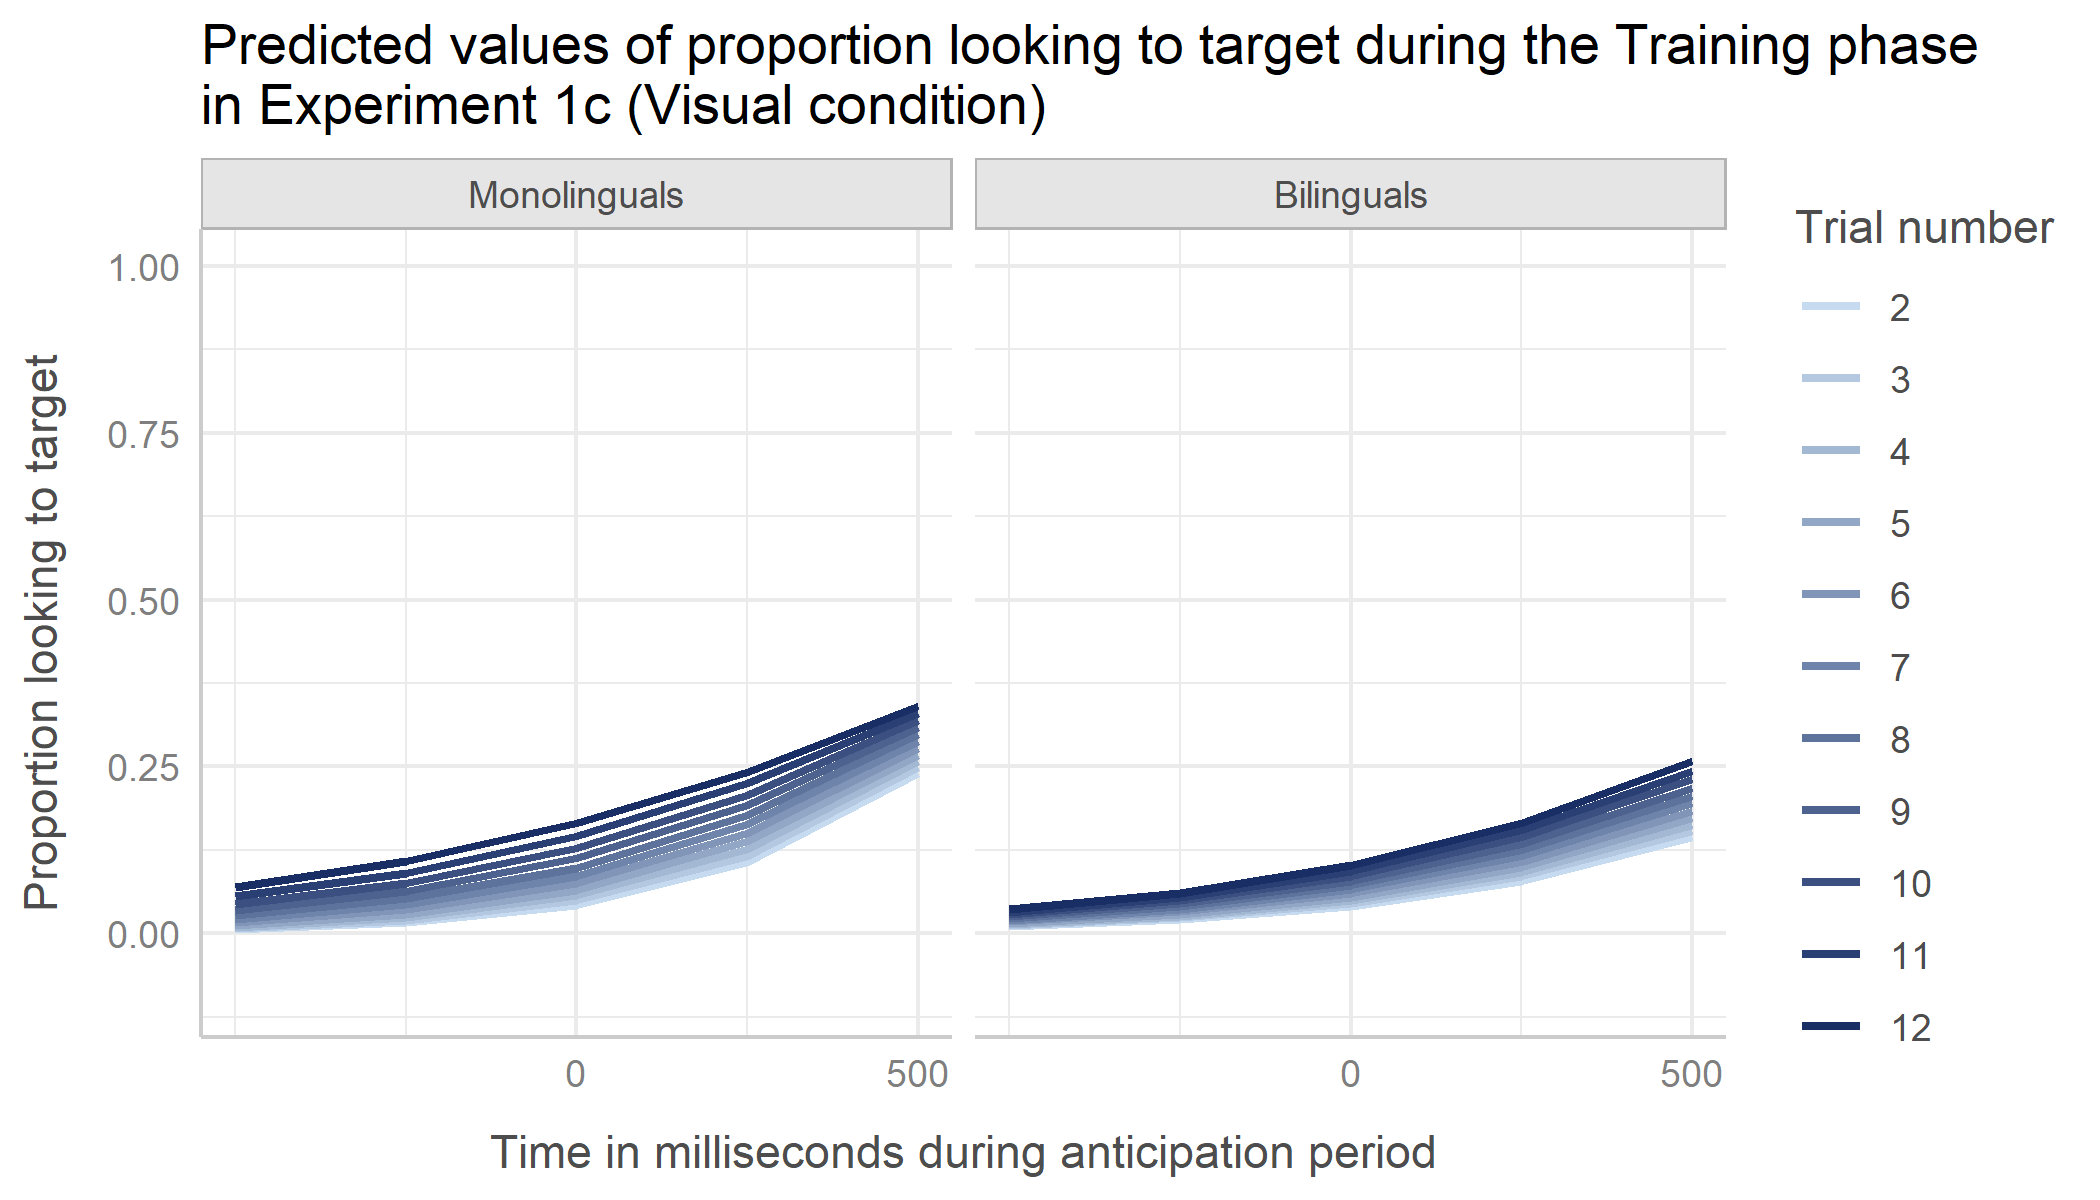 Predicted values of proportion looking to target during the Training phase
in Experiment 1c (Visual condition)
Monolinguals
Bilinguals
Proportion looking to target
1.00
0.75
0.50
0.25
0.00
0
500
0
500
Time in milliseconds during anticipation period
Trial number
2
3
4
5
6
7
8
9
10
11
12